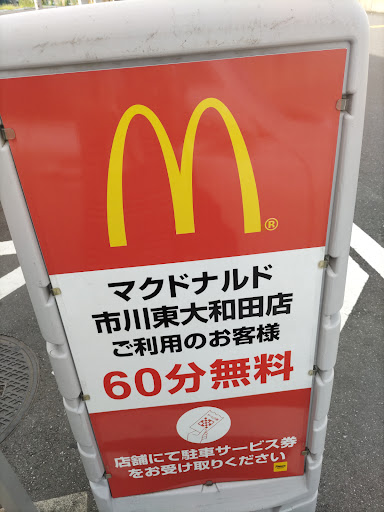 マクドナルド
市川東大和田店
ご利用のお客様
60分無料
店舗にて駐車サービス券
をお受け取りください